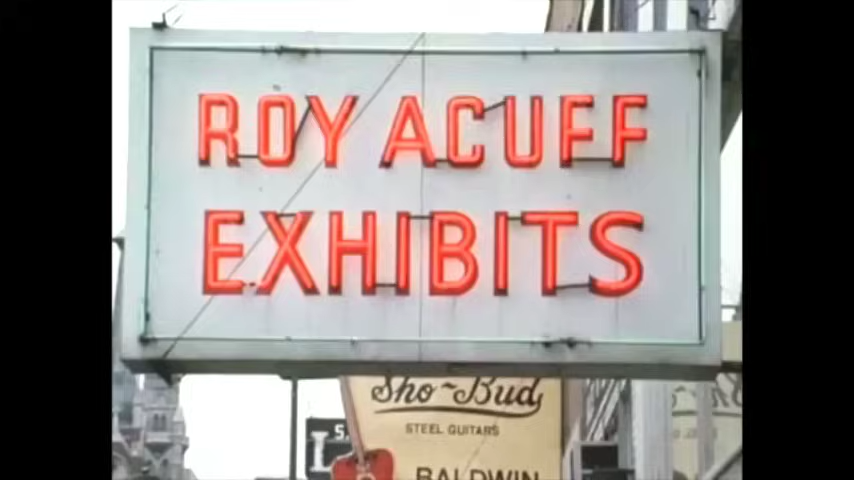 ROY ACUFF
EXHIBITS
Sho~Bud
STEEL GUITARS
BALDWIN